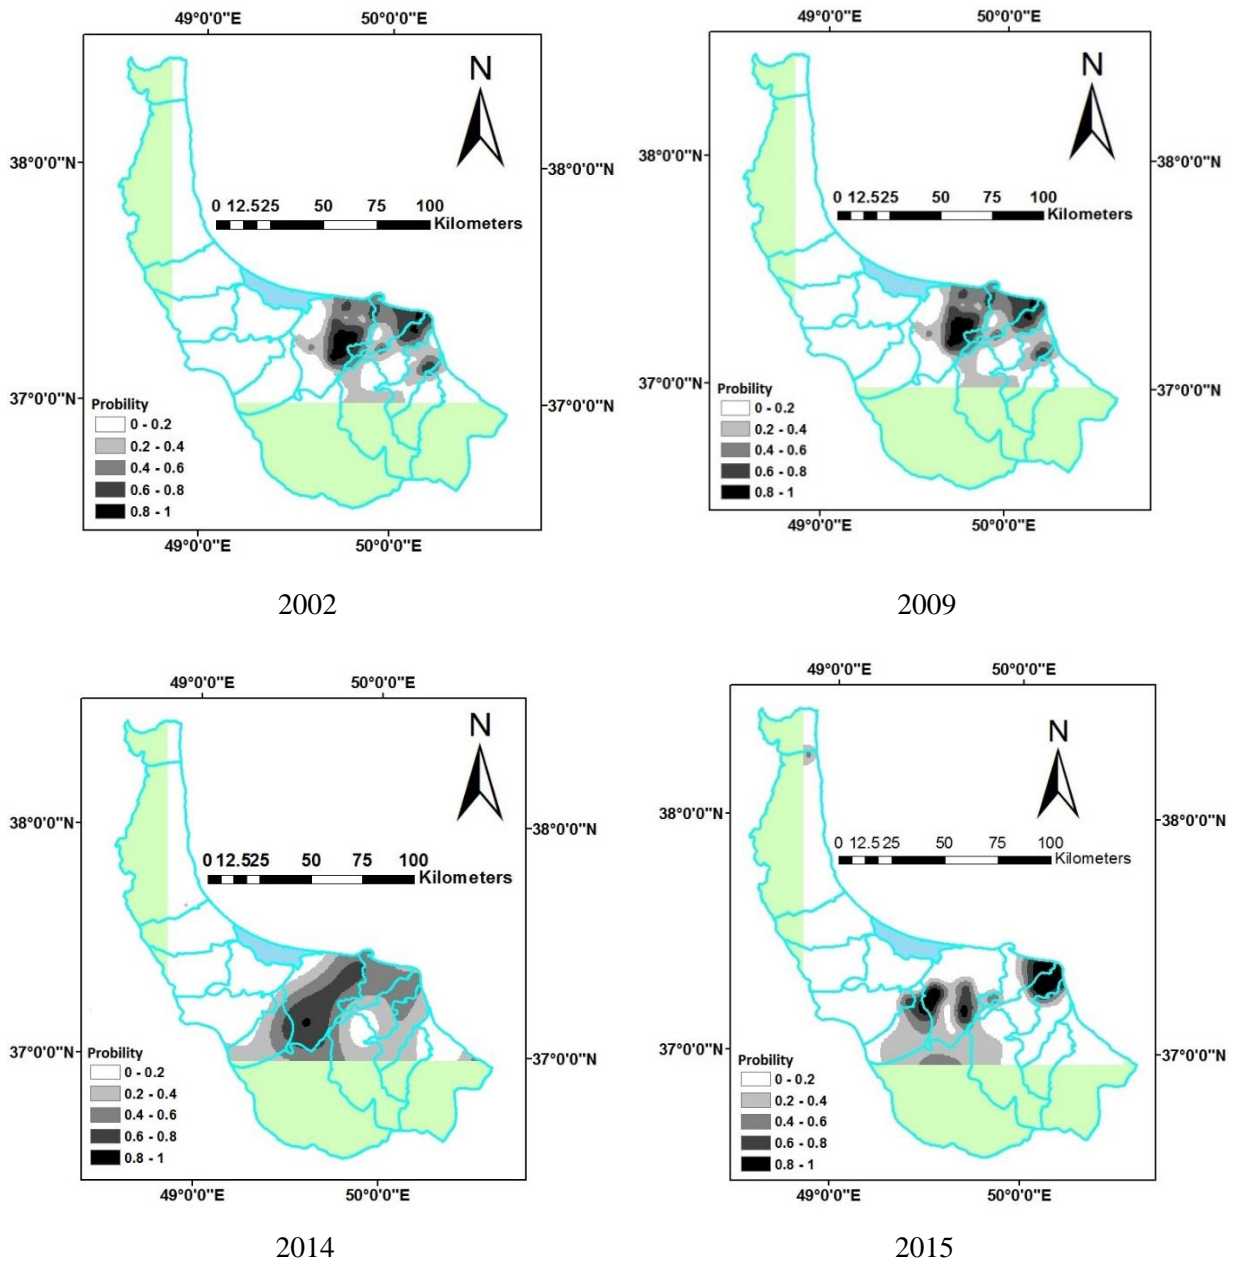 49°0'0"E 50°0'0"E
N
38°0'0"N 38°0'0"N
0 12.525 50 75 100
Kilometers
37°0'0"N 37°0'0"N
Probility
0 - 0.2
0.2 - 0.4
0.4 - 0.6
0.6 - 0.8
0.8 - 1
49°0'0"E 50°0'0"E
2002
49°0'0"E 50°0'0"E
N
38°0'0"N 38°0'0"N
0 12.525 50 75 100
Kilometers
37°0'0"N 37°0'0"N
Probility
0 - 0.2
0.2 - 0.4
0.4 - 0.6
0.6 - 0.8
0.8 - 1
49°0'0"E 50°0'0"E
2009
49°0'0"E 50°0'0"E
N
38°0'0"N 38°0'0"N
0 12.525 50 75 100
Kilometers
37°0'0"N 37°0'0"N
Probility
0 - 0.2
0.2 - 0.4
0.4 - 0.6
0.6 - 0.8
0.8 - 1
49°0'0"E 50°0'0"E
2014
49°0'0"E 50°0'0"E
N
38°0'0"N 38°0'0"N
0 12.5 25 50 75 100
Kilometers
37°0'0"N 37°0'0"N
Probility
0 - 0.2
0.2 - 0.4
0.4 - 0.6
0.6 - 0.8
0.8 - 1
49°0'0"E 50°0'0"E
2015